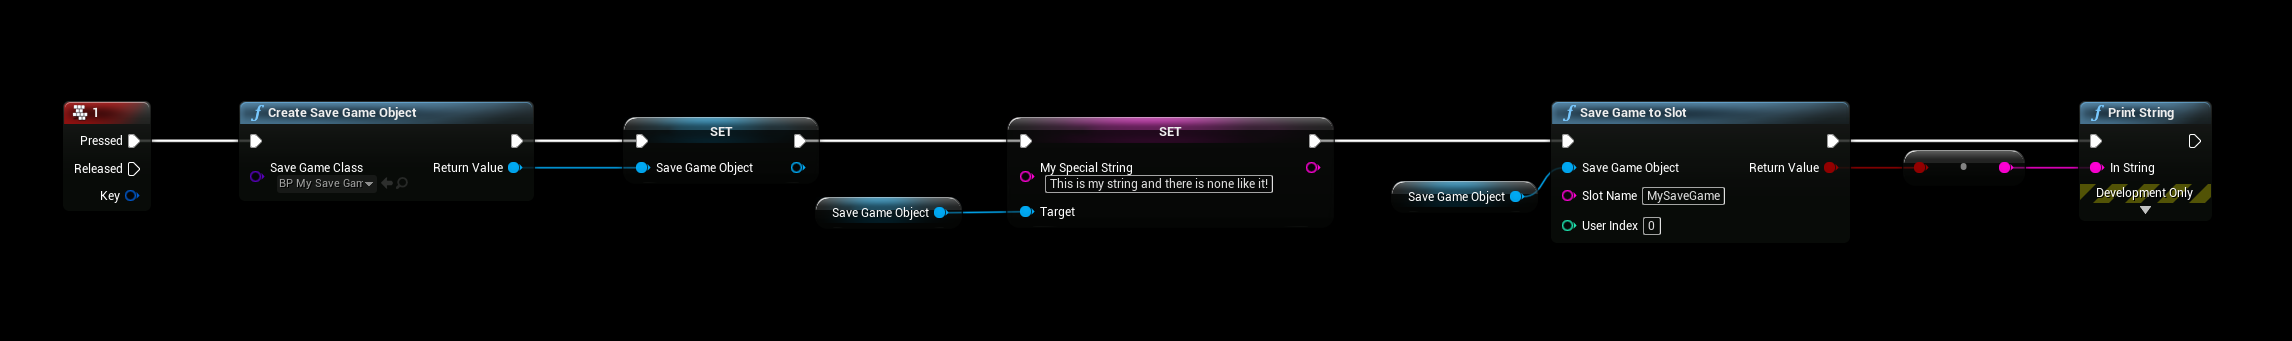 1
Pressed
Released
Key
Create Save Game Object
Save Game Class
BP My Save Gam
Return Value
SET
Save Game Object
Save Game Object
SET
My Special String
This is my string and there is none like it!
Target
Save Game Object
Save Game to Slot
Save Game Object
Return Value
Slot Name MySaveGame
User Index 0
Print String
In String
Development Only